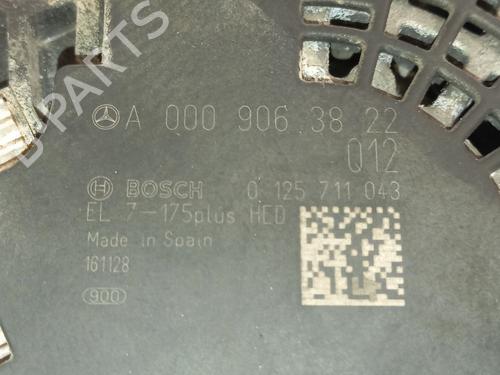 A 000 906 38 22
012
BOSCH 0 125 711 043
EL 7-175plus HED
Made in Spain
161128
900
PARTS